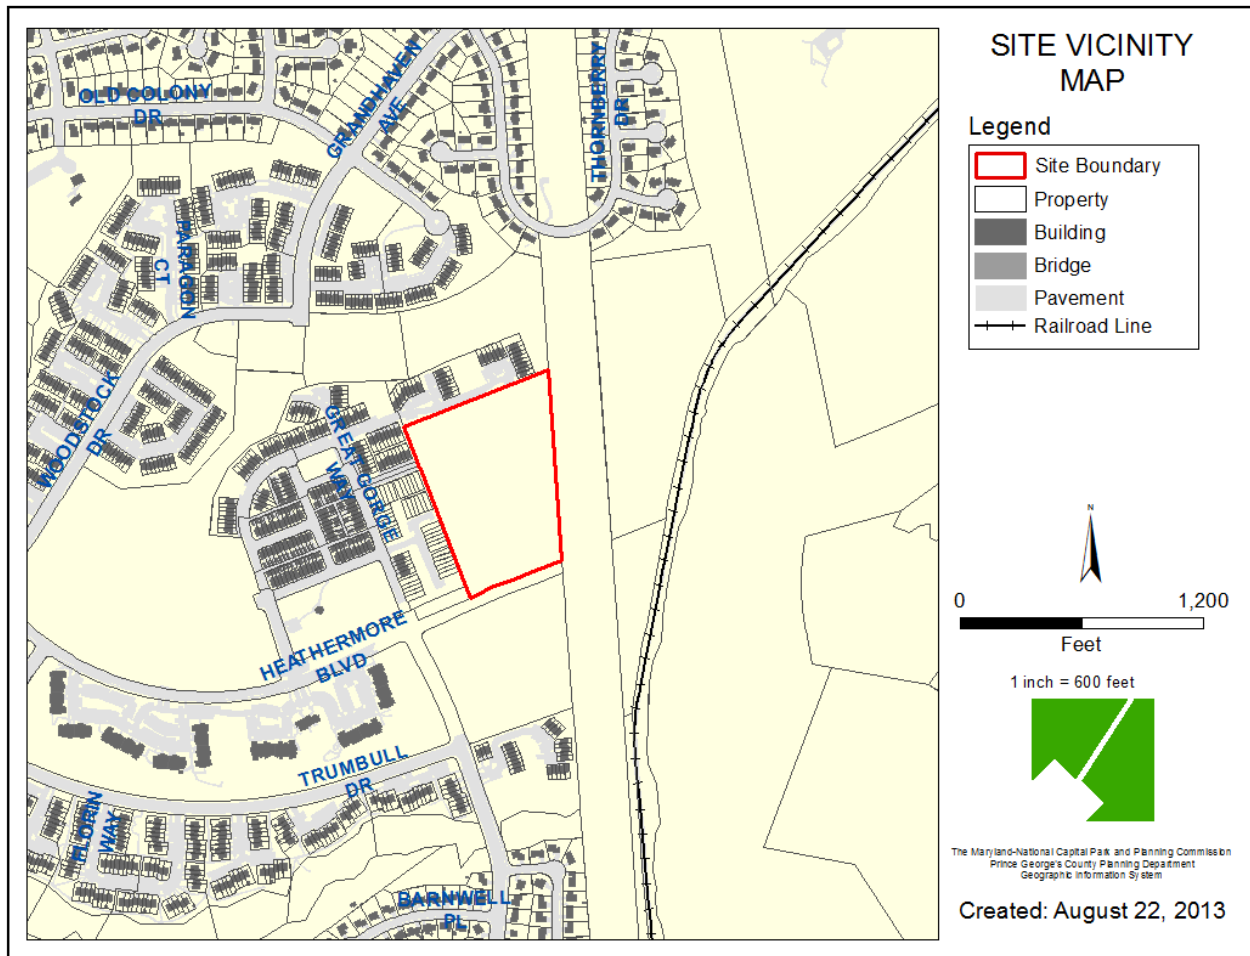 SITE VICINITY
MAP
Legend
Site Boundary
Property
Building
Bridge
Pavement
Railroad Line
OLD COLONY
DR
GRANDHAVEN
AVE
THORNBERRY
DR
PARAGON
CT
WOODSTOCK
DR
GREAT GORGE
WAY
HEATHERMORE
BLVD
TRUMBULL
DR
ELDRIN
WAY
BARNWELL
PL
N
0 1,200
Feet
1 inch = 600 feet
The Maryland-National Capital Park and Planning Commission
Prince George's County Planning Department
Geographic Information System
Created: August 22, 2013